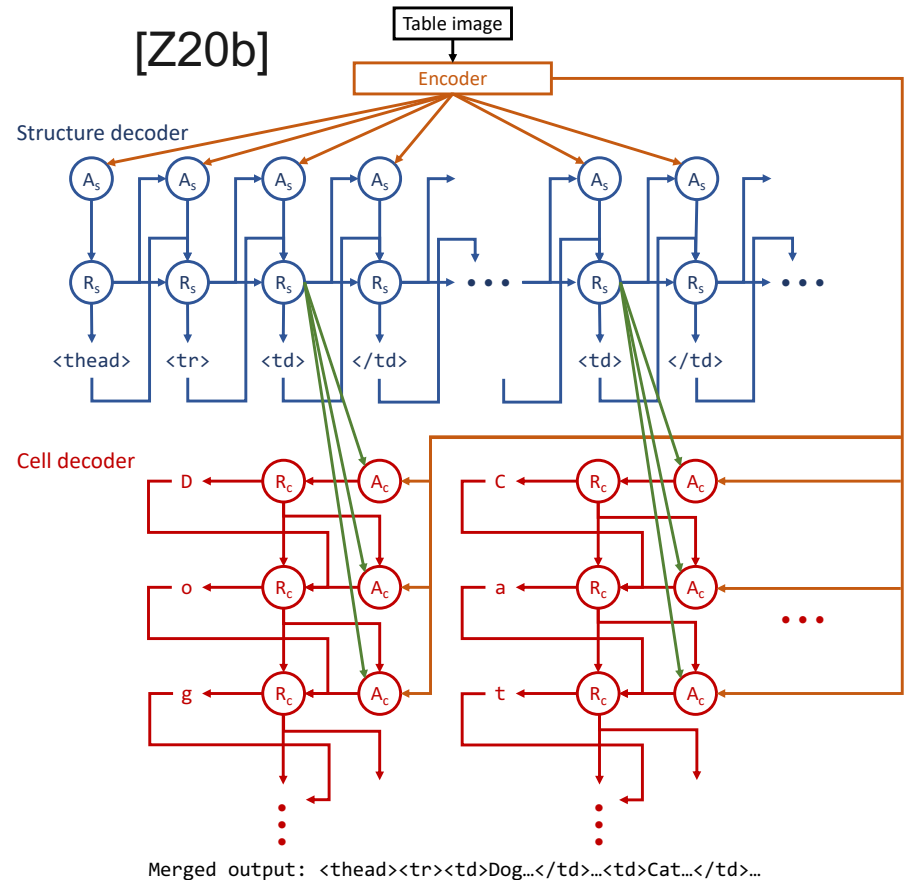 Table image
[Z20b]
Encoder
Structure decoder
As As As As As As
Rs Rs Rs Rs ... Rs Rs ...
<thead> <tr> <td> </td> <td> </td>
Cell decoder
D Rc Ac C Rc Ac
o Rc Ac a Rc Ac
...
g Rc Ac t Rc Ac
Merged output: <thead><tr><td>Dog…</td>…<td>Cat…</td>…